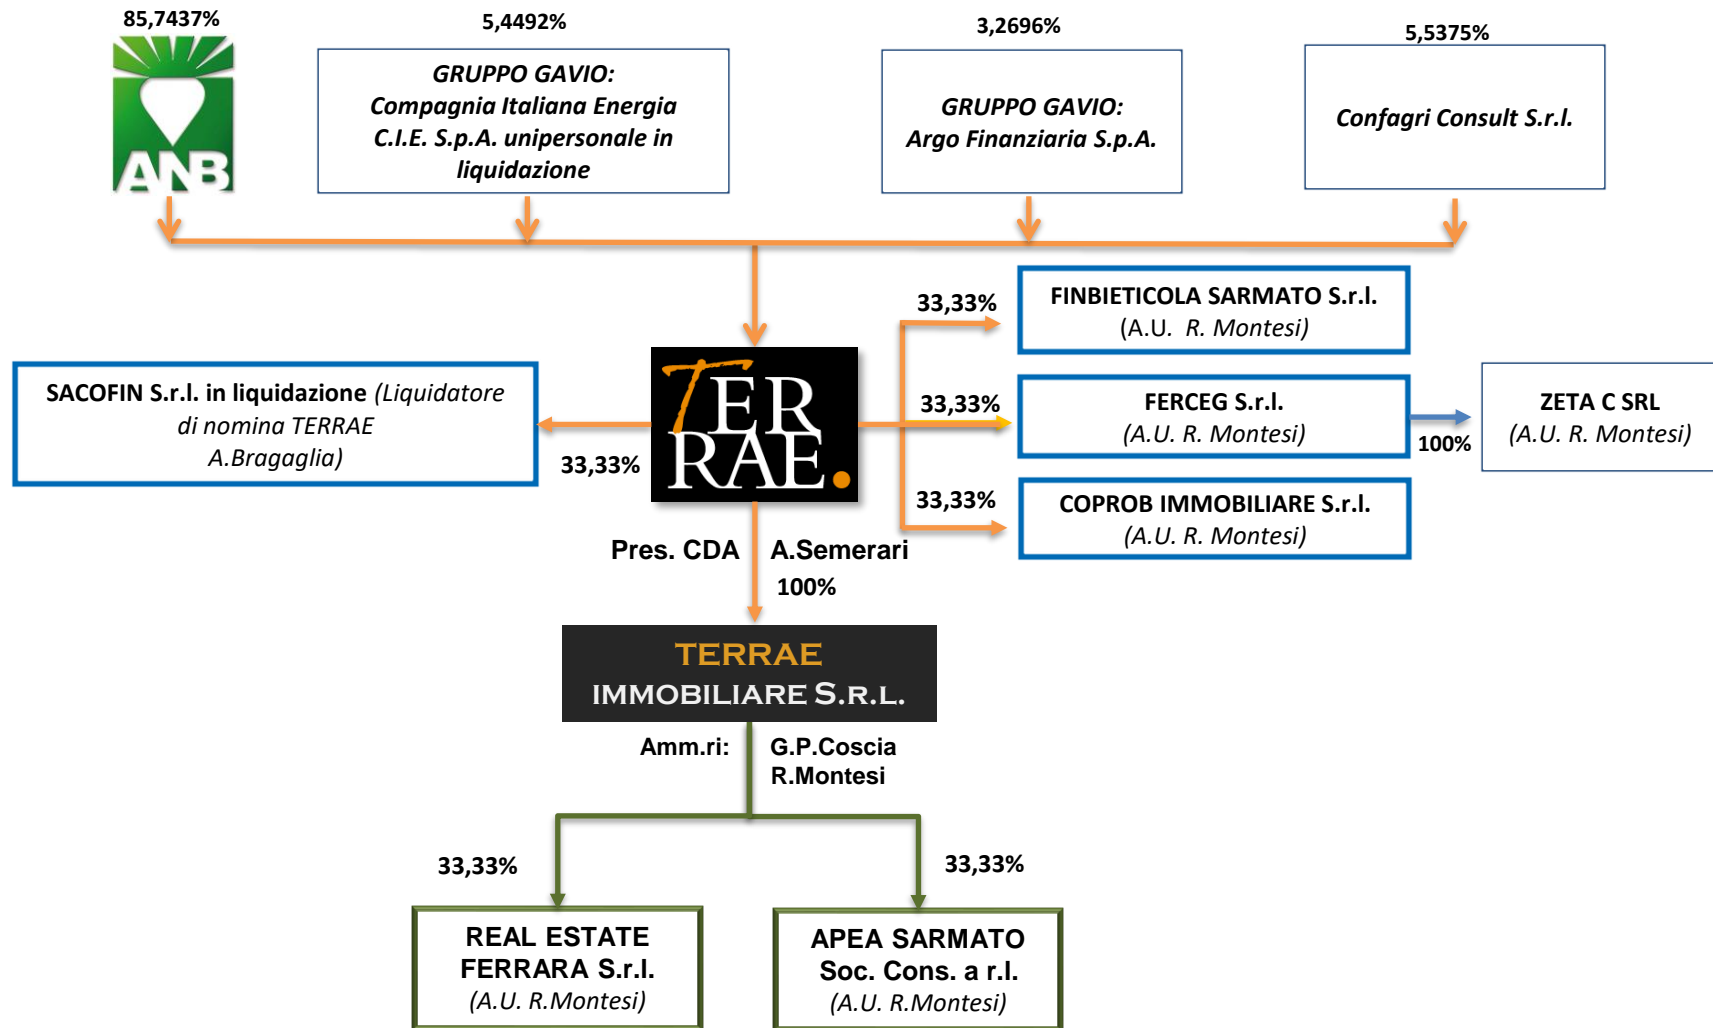 85,7437%
5,4492%
3,2696%
5,5375%
ANB
GRUPPO GAVIO:
Compagnia Italiana Energia
C.I.E. S.p.A. unipersonale in
liquidazione
GRUPPO GAVIO:
Argo Finanziaria S.p.A.
Confagri Consult S.r.l.
33,33%
FINBIETICOLA SARMATO S.r.l.
(A.U. R. Montesi)
SACOFIN S.r.l. in liquidazione (Liquidatore
di nomina TERRAE
A.Bragaglia)
33,33%
TER
RAE.
33,33%
FERCEG S.r.l.
(A.U. R. Montesi)
100%
ZETA C SRL
(A.U. R. Montesi)
33,33%
COPROB IMMOBILIARE S.r.l.
(A.U. R. Montesi)
Pres. CDA A.Semerari
100%
TERRAE
IMMOBILIARE S.R.L.
Amm.ri: G.P.Coscia
R.Montesi
33,33%
33,33%
REAL ESTATE
FERRARA S.r.l.
(A.U. R.Montesi)
APEA SARMATO
Soc. Cons. a r.l.
(A.U. R.Montesi)